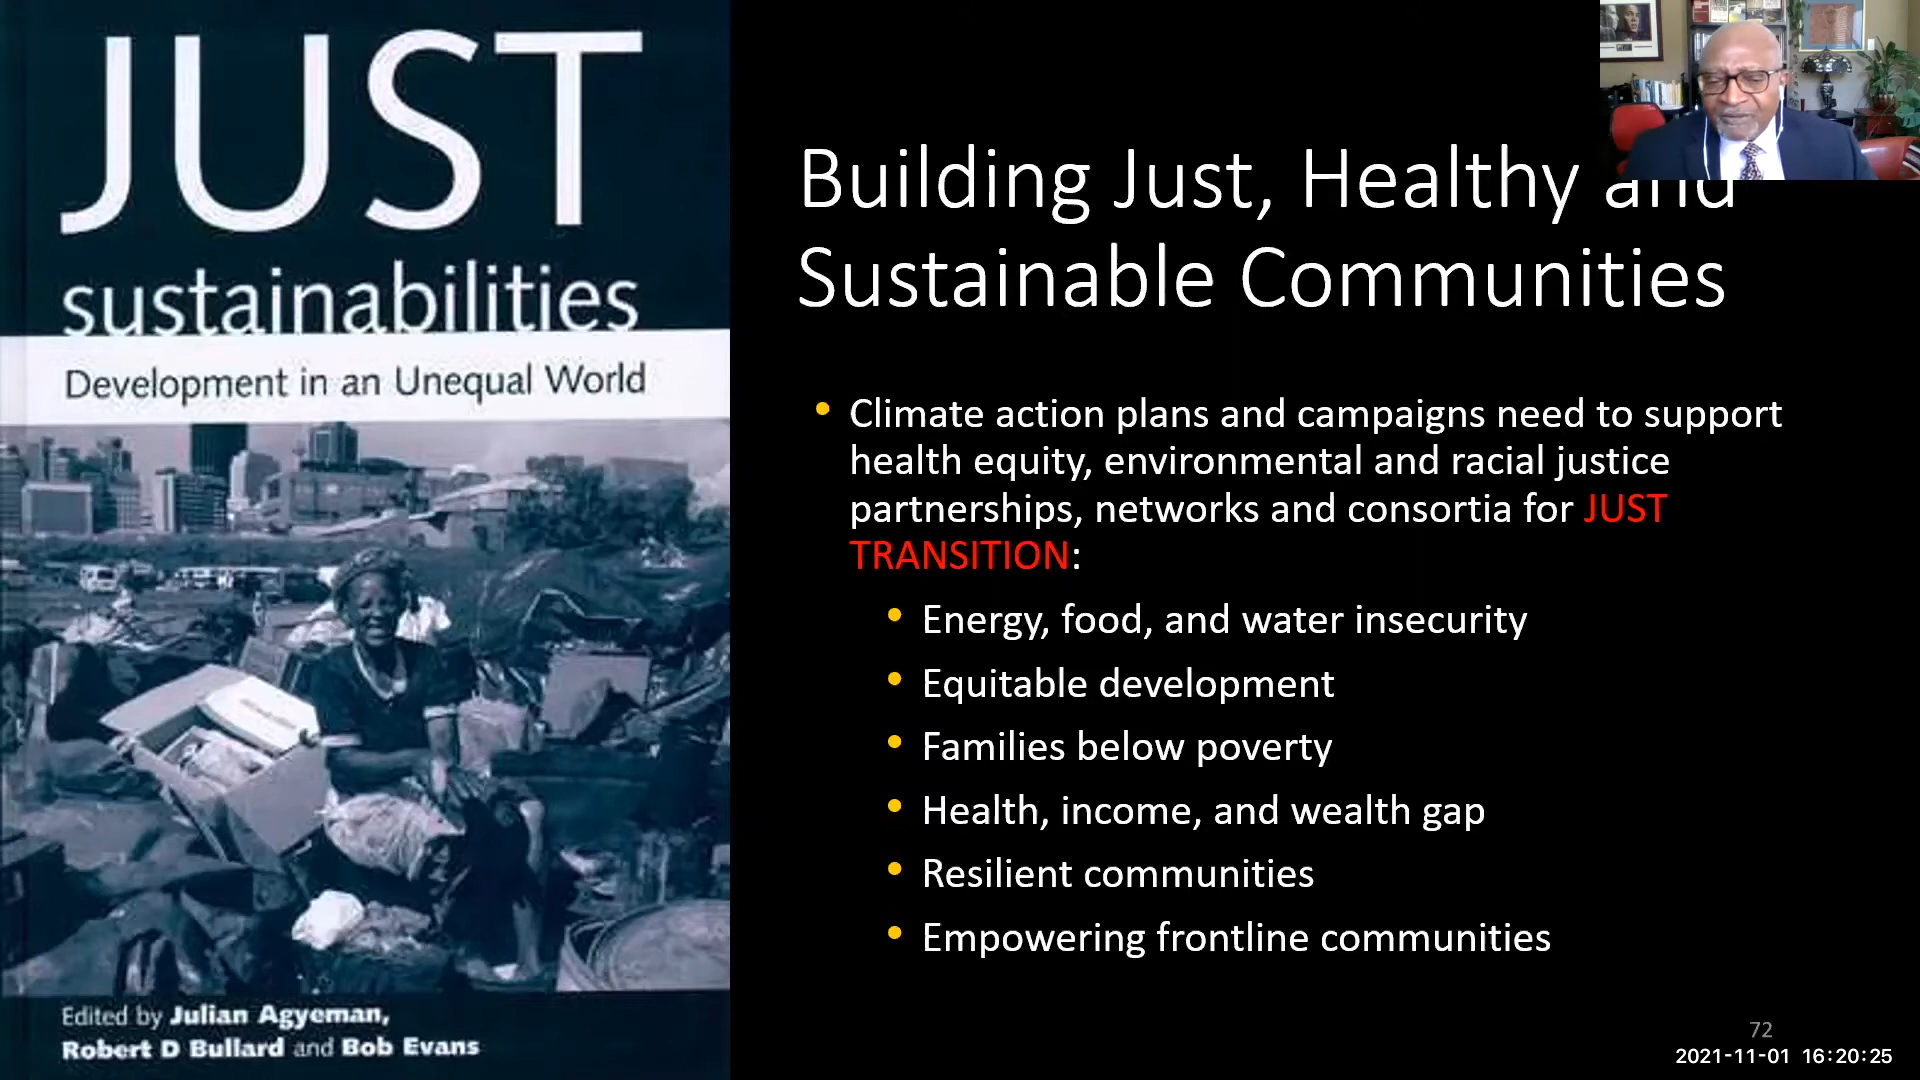 JUST
sustainabilities
Development in an Unequal World
Edited by Julian Agyeman,
Robert D Bullard and Bob Evans
Building Just, Healthy and
Sustainable Communities
• Climate action plans and campaigns need to support
health equity, environmental and racial justice
partnerships, networks and consortia for JUST
TRANSITION:
• Energy, food, and water insecurity
• Equitable development
• Families below poverty
• Health, income, and wealth gap
• Resilient communities
• Empowering frontline communities
72
2021-11-01 16:20:25